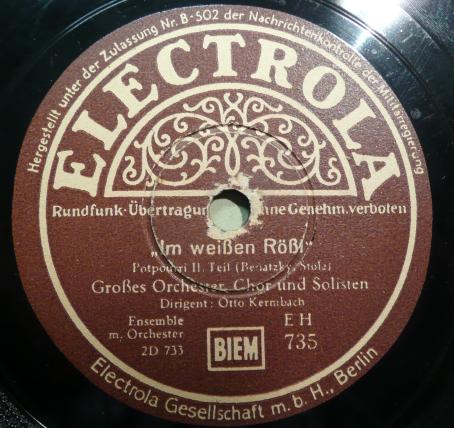 Hergestellt unter der Zulassung Nr. B-502 der Nachrichtenkontrolle der Militärregierung
ELECTROLA
Rundfunk-Übertragung ohne Genehm. verboten
„Im weißen Rößl"
Potpourri II. Teil (Benatzky, Stolz)
Großes Orchester, Chor und Solisten
Dirigent: Otto Kermbach
Ensemble
m. Orchester
2D 733
BIEM
EH
735
Electrola Gesellschaft m. b. H., Berlin